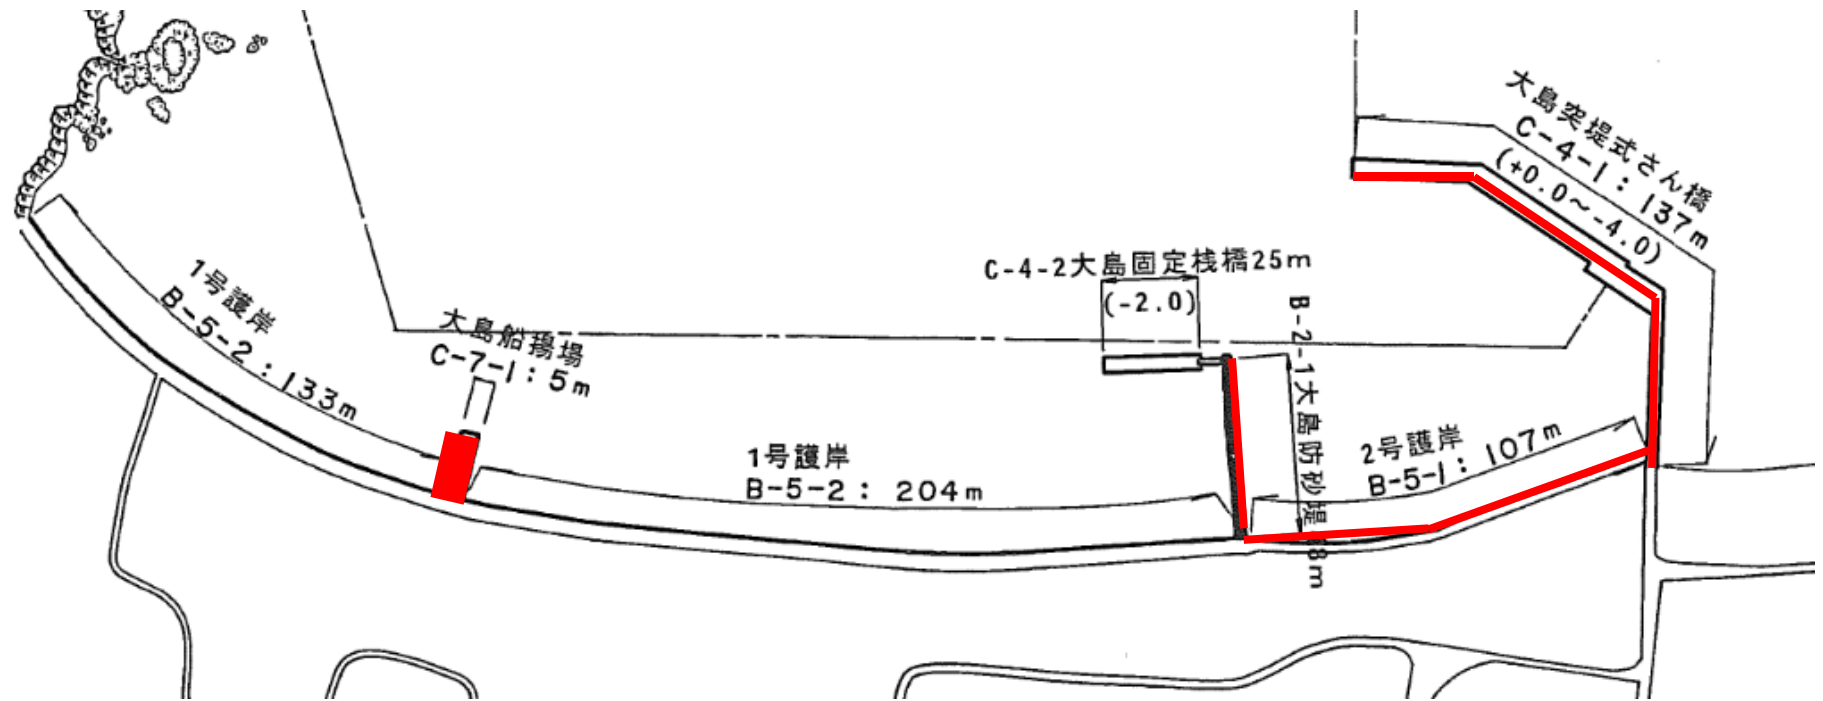 大島突堤式さん橋
C-4-1：137m
(+0.0～-4.0)
C-4-2大島固定桟橋25m
(-2.0)
1号護岸
B-5-2：133m
大島船揚場
C-7-1：5m
1号護岸
B-5-2：204m
B-2-1大島防砂堤
8m
2号護岸
B-5-1：107m